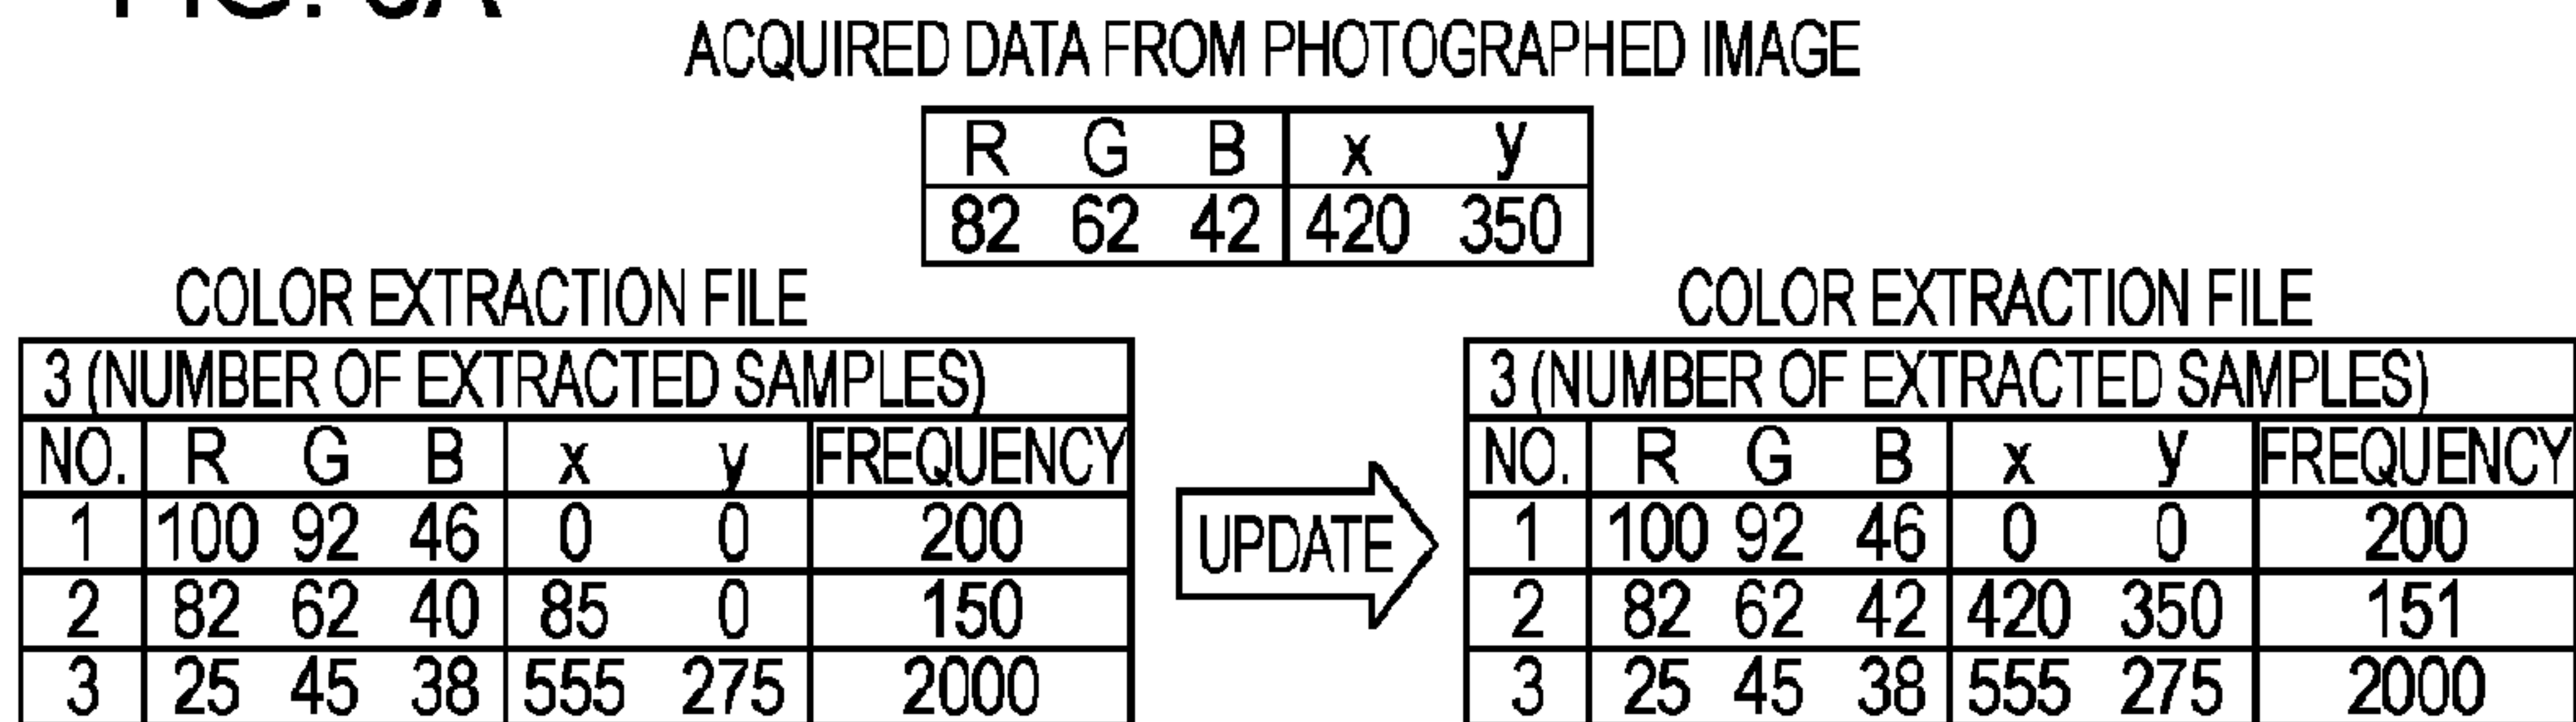 ACQUIRED DATA FROM PHOTOGRAPHED IMAGE
R G B x y
82 62 42 420 350
COLOR EXTRACTION FILE
3 (NUMBER OF EXTRACTED SAMPLES)
NO. R G B x y FREQUENCY
1 100 92 46 0 0 200
2 82 62 40 85 0 150
3 25 45 38 555 275 2000
UPDATE
COLOR EXTRACTION FILE
3 (NUMBER OF EXTRACTED SAMPLES)
NO. R G B x y FREQUENCY
1 100 92 46 0 0 200
2 82 62 42 420 350 151
3 25 45 38 555 275 2000